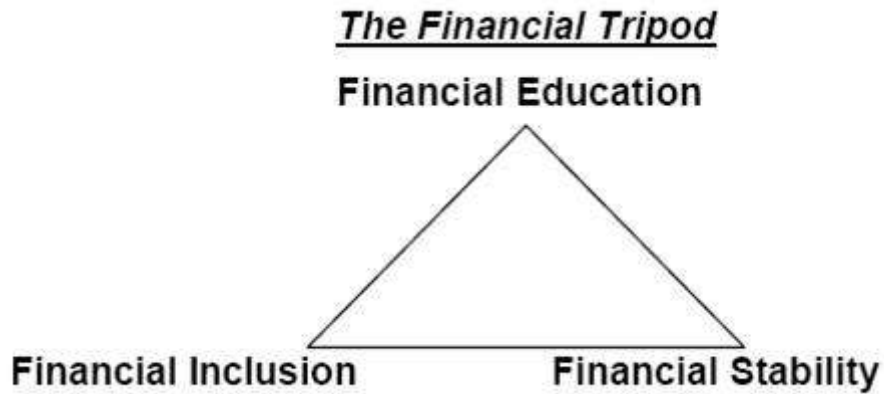 The Financial Tripod
Financial Education
Financial Inclusion
Financial Stability